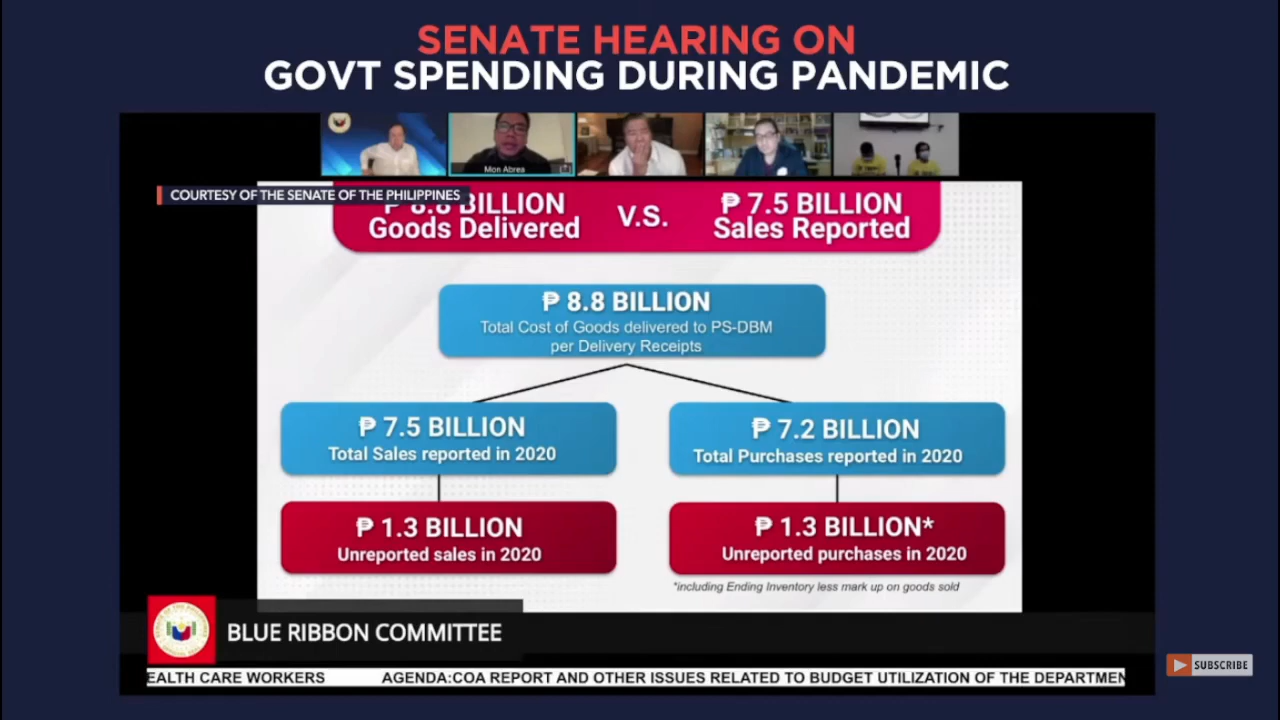 SENATE HEARING ON
GOVT SPENDING DURING PANDEMIC
Mon Abrea
COURTESY OF THE SENATE OF THE PHILIPPINES
₱ 8.8 BILLION
Goods Delivered
V.S.
₱ 7.5 BILLION
Sales Reported
₱ 8.8 BILLION
Total Cost of Goods delivered to PS-DBM
per Delivery Receipts
₱ 7.5 BILLION
Total Sales reported in 2020
₱ 7.2 BILLION
Total Purchases reported in 2020
₱ 1.3 BILLION
Unreported sales in 2020
₱ 1.3 BILLION*
Unreported purchases in 2020
*including Ending Inventory less mark up on goods sold
BLUE RIBBON COMMITTEE
SUBSCRIBE
EALTH CARE WORKERS AGENDA:COA REPORT AND OTHER ISSUES RELATED TO BUDGET UTILIZATION OF THE DEPARTMEN